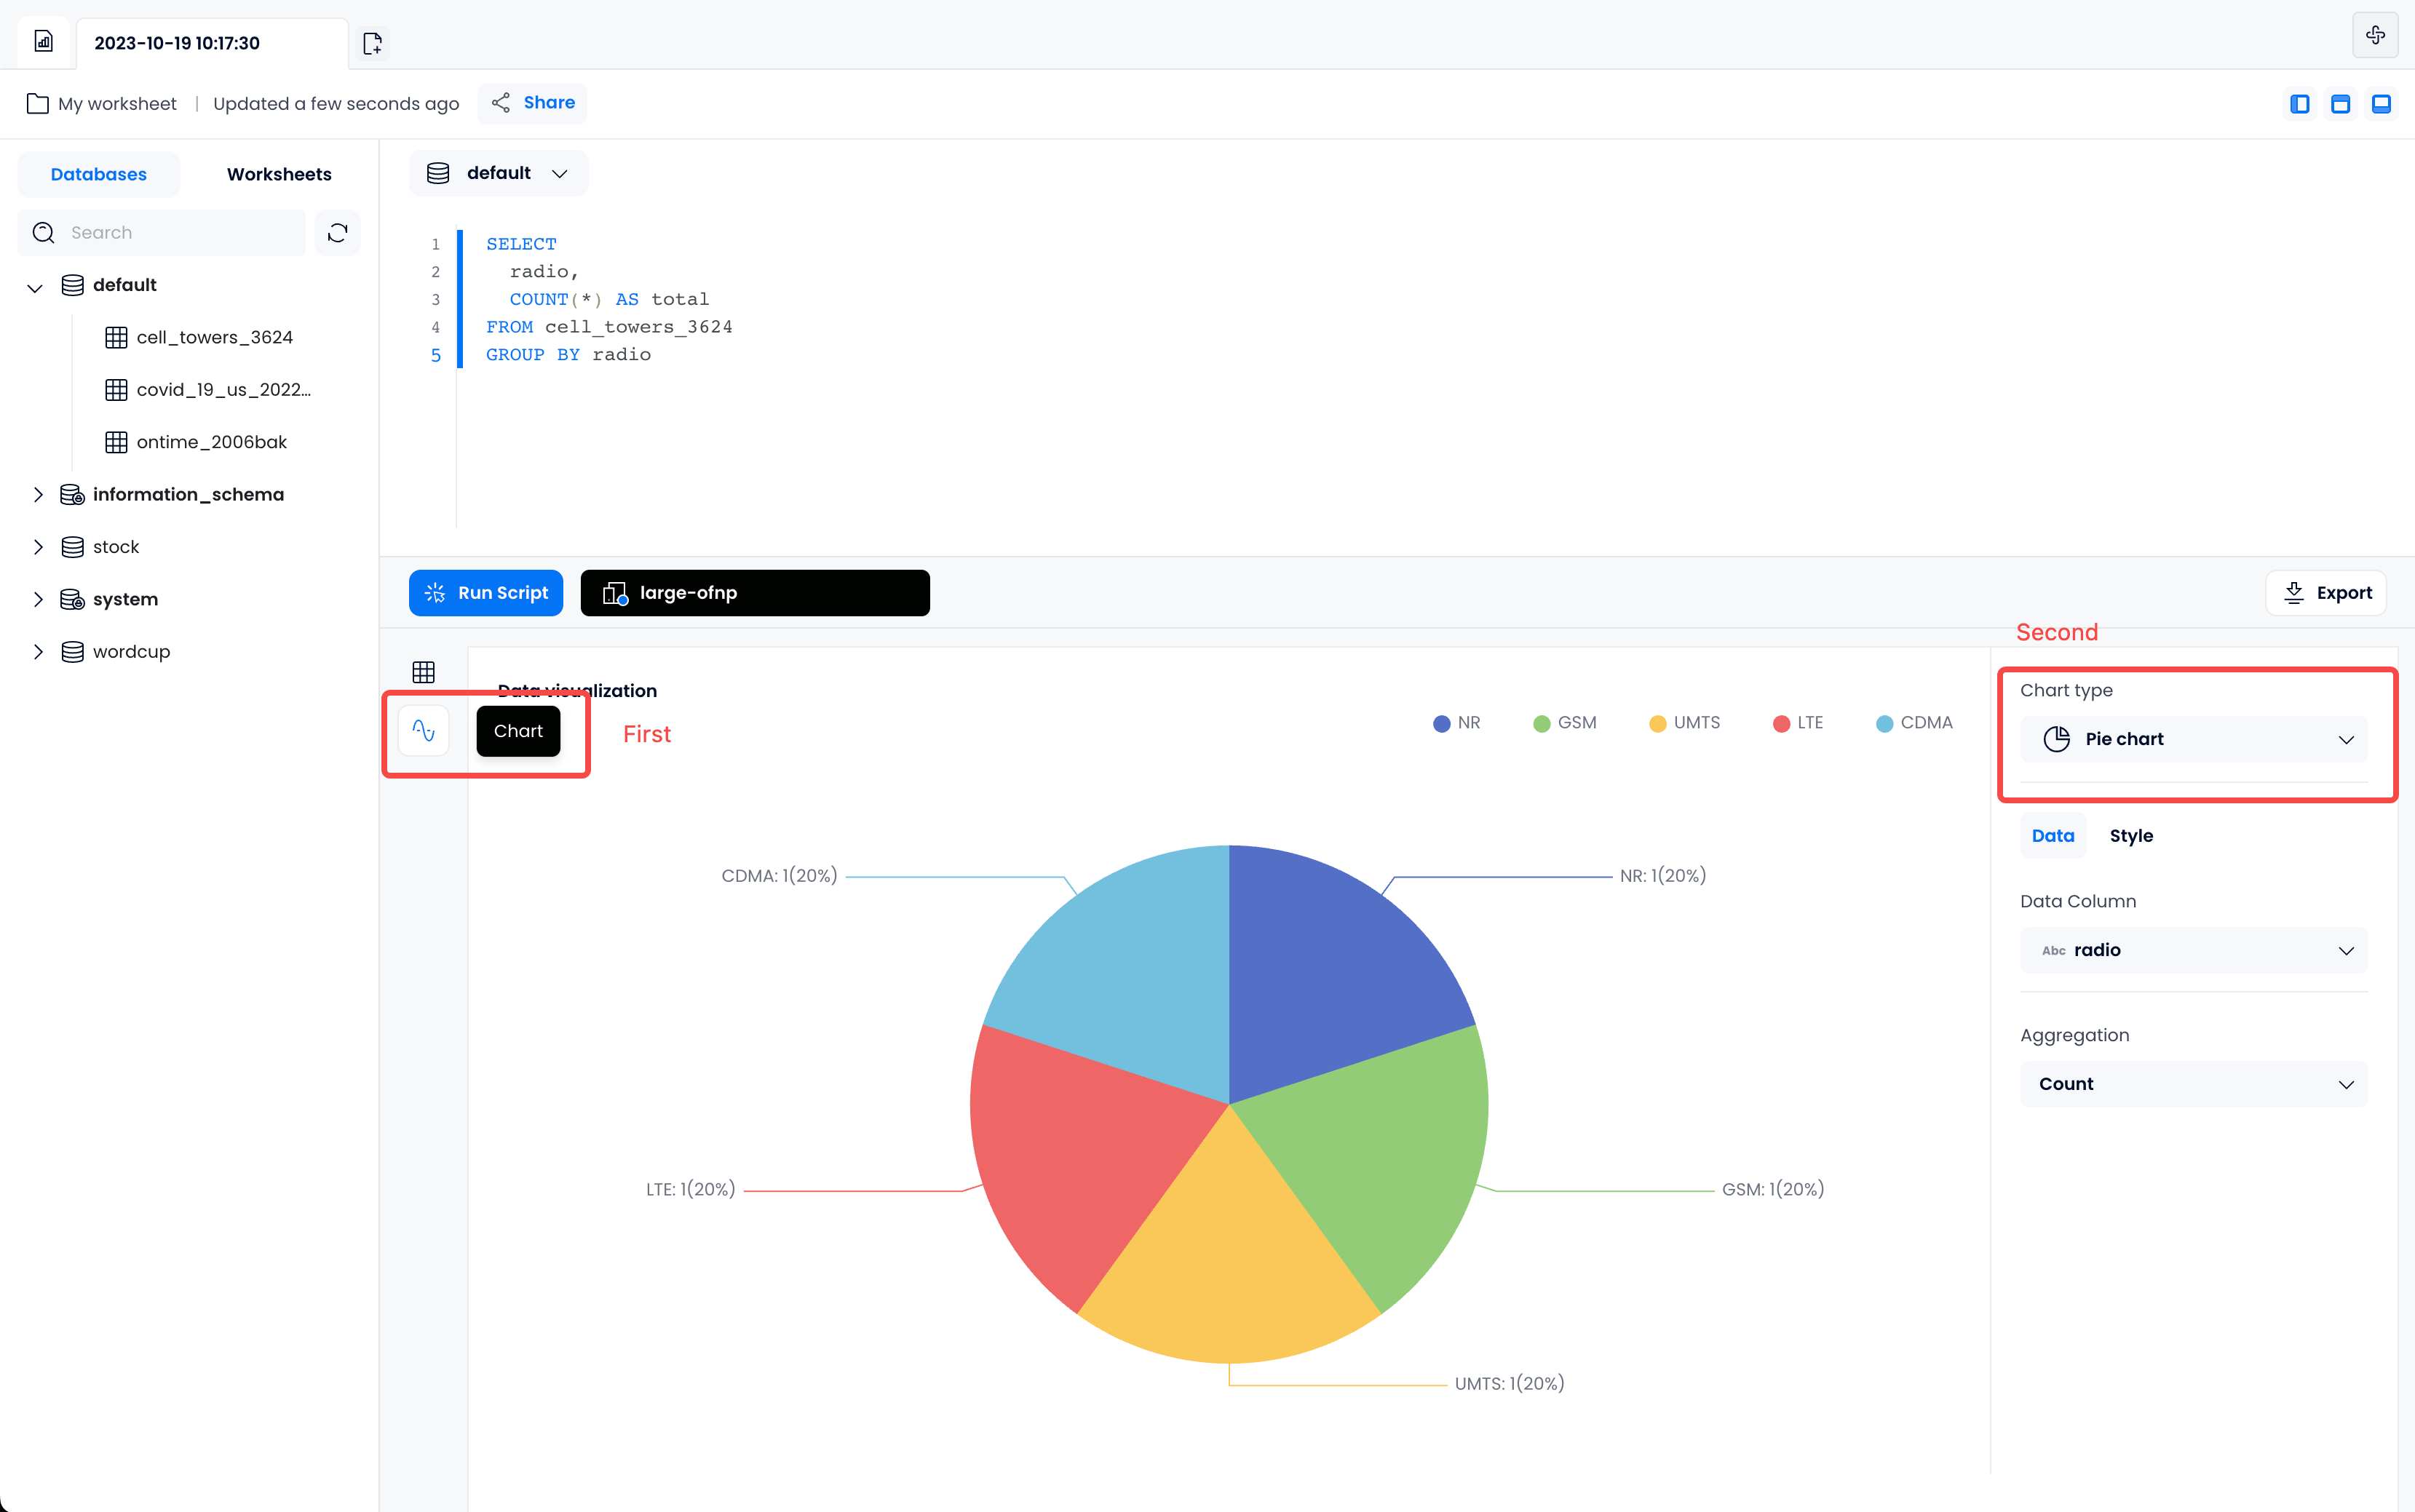 2023-10-19 10:17:30
My worksheet | Updated a few seconds ago
Share
Databases
Worksheets
Search
default
cell_towers_3624
covid_19_us_2022...
ontime_2006bak
information_schema
stock
system
wordcup
default
1 SELECT
2 radio,
3 COUNT(*) AS total
4 FROM cell_towers_3624
5 GROUP BY radio
Run Script
large-ofnp
Export
Second
Data visualization
Chart
First
NR
GSM
UMTS
LTE
CDMA
CDMA: 1(20%)
NR: 1(20%)
LTE: 1(20%)
GSM: 1(20%)
UMTS: 1(20%)
Chart type
Pie chart
Data
Style
Data Column
Abc radio
Aggregation
Count